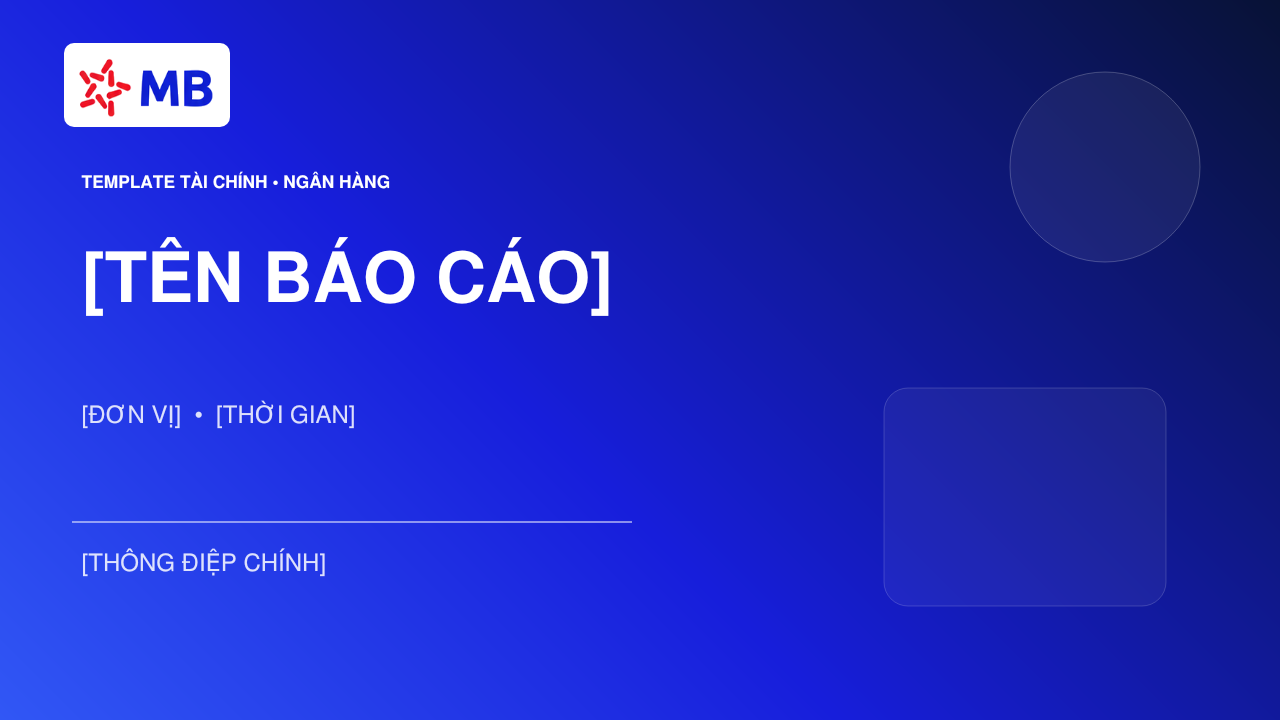 MB
TEMPLATE TÀI CHÍNH • NGÂN HÀNG
[TÊN BÁO CÁO]
[ĐƠN VỊ] • [THỜI GIAN]
[THÔNG ĐIỆP CHÍNH]